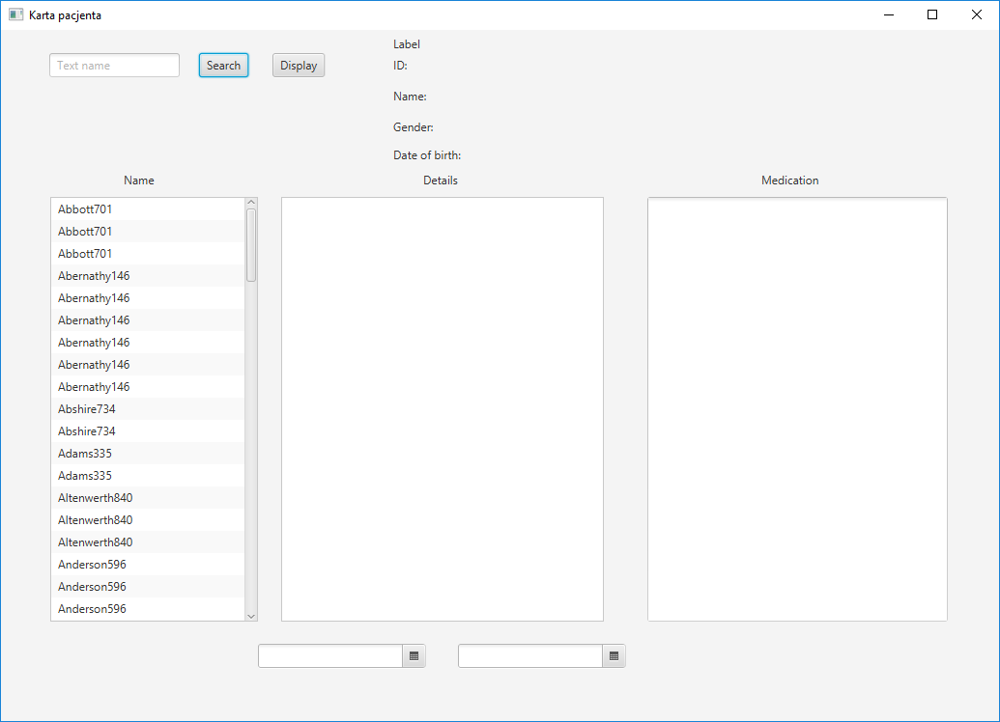 Karta pacjenta
Text name
Search
Display
Label
ID:
Name:
Gender:
Date of birth:
Name
Details
Medication
Abbott701
Abbott701
Abbott701
Abernathy146
Abernathy146
Abernathy146
Abernathy146
Abernathy146
Abernathy146
Abshire734
Abshire734
Adams335
Adams335
Altenwerth840
Altenwerth840
Altenwerth840
Anderson596
Anderson596
Anderson596